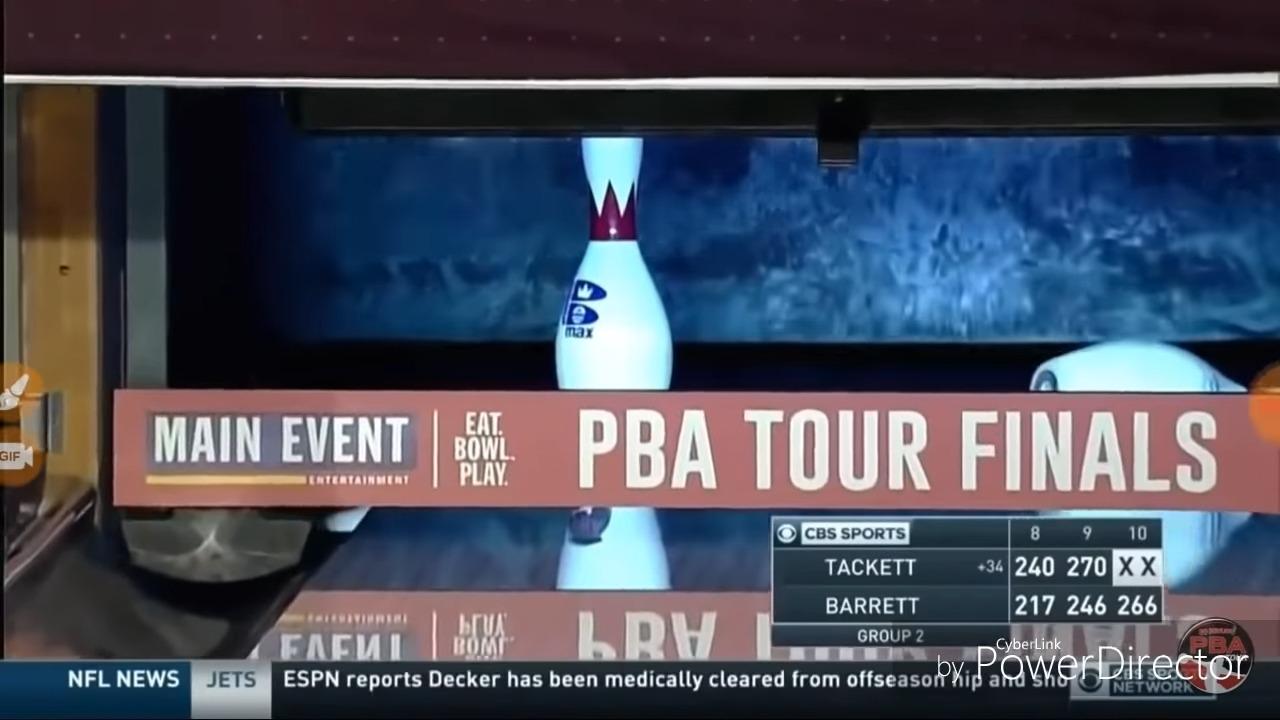 max
MAIN EVENT
ENTERTAINMENT
EAT.
BOWL.
PLAY.
PBA TOUR FINALS
GIF
CBS SPORTS 8 9 10
TACKETT +34 240 270 X X
BARRETT 217 246 266
GROUP 2
CyberLink
by PowerDirector
PBA
NFL NEWS JETS ESPN reports Decker has been medically cleared from offseason hip and sho
NETWORK